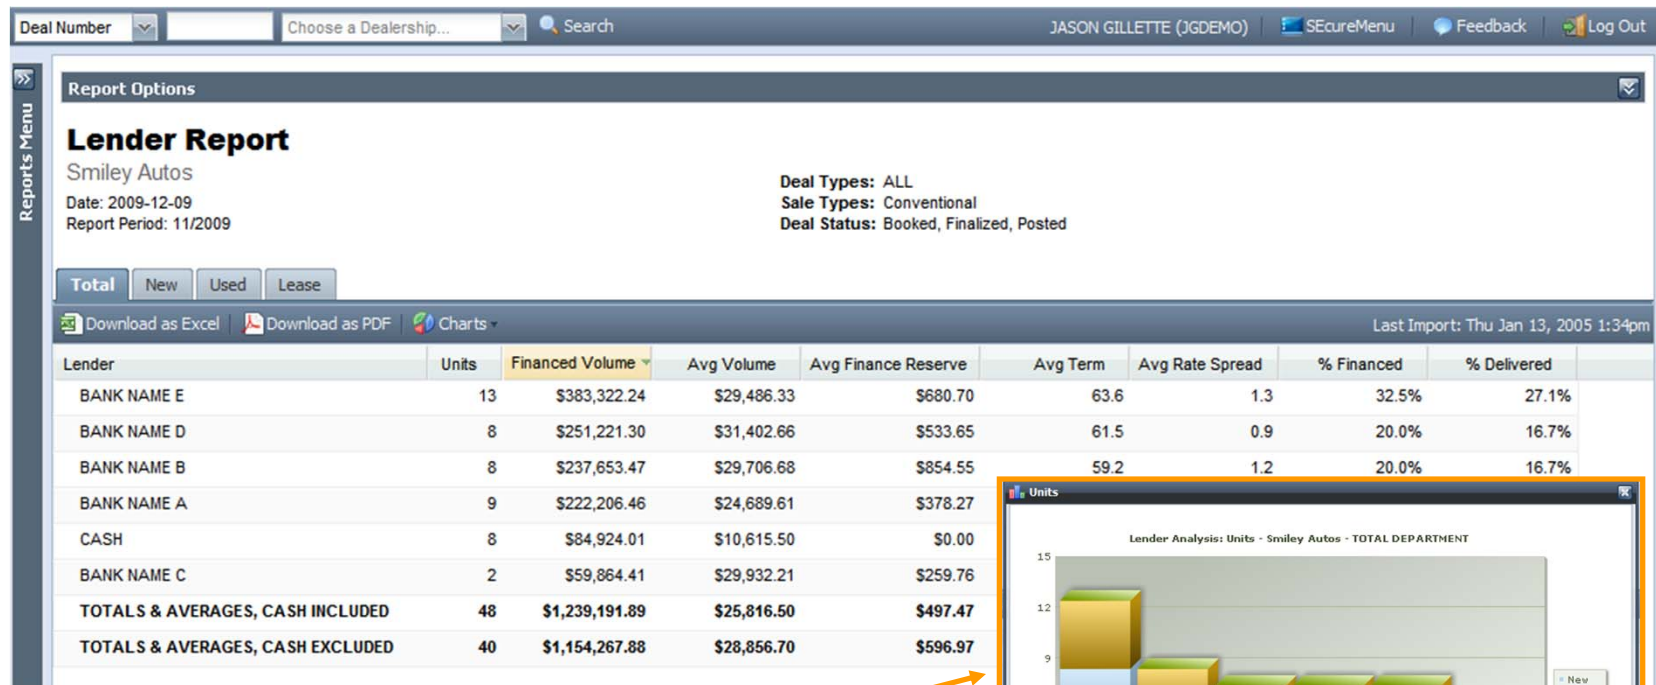 Deal Number Choose a Dealership... Search JASON GILLETTE (JGDEMO) SEcureMenu Feedback Log Out
Reports Menu
Report Options
Lender Report
Smiley Autos
Date: 2009-12-09
Report Period: 11/2009
Deal Types: ALL
Sale Types: Conventional
Deal Status: Booked, Finalized, Posted
Total New Used Lease
Download as Excel Download as PDF Charts Last Import: Thu Jan 13, 2005 1:34pm
Lender Units Financed Volume Avg Volume Avg Finance Reserve Avg Term Avg Rate Spread % Financed % Delivered
BANK NAME E 13 $383,322.24 $29,486.33 $680.70 63.6 1.3 32.5% 27.1%
BANK NAME D 8 $251,221.30 $31,402.66 $533.65 61.5 0.9 20.0% 16.7%
BANK NAME B 8 $237,653.47 $29,706.68 $854.55 59.2 1.2 20.0% 16.7%
BANK NAME A 9 $222,206.46 $24,689.61 $378.27
CASH 8 $84,924.01 $10,615.50 $0.00
BANK NAME C 2 $59,864.41 $29,932.21 $259.76
TOTALS & AVERAGES, CASH INCLUDED 48 $1,239,191.89 $25,816.50 $497.47
TOTALS & AVERAGES, CASH EXCLUDED 40 $1,154,267.88 $28,856.70 $596.97
Units
Lender Analysis: Units - Smiley Autos - TOTAL DEPARTMENT
15
12
9
New